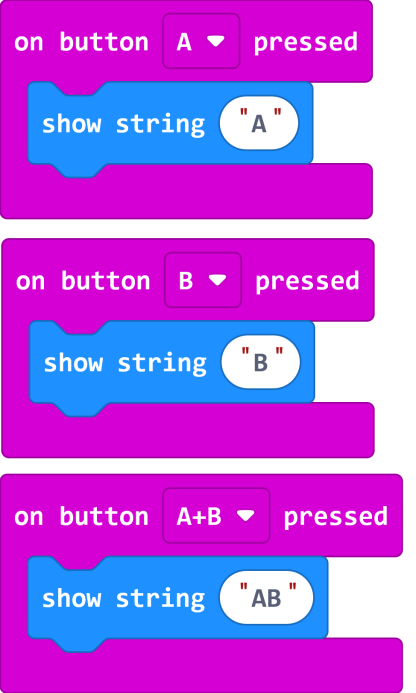 on button A pressed
show string "A"
on button B pressed
show string "B"
on button A+B pressed
show string "AB"